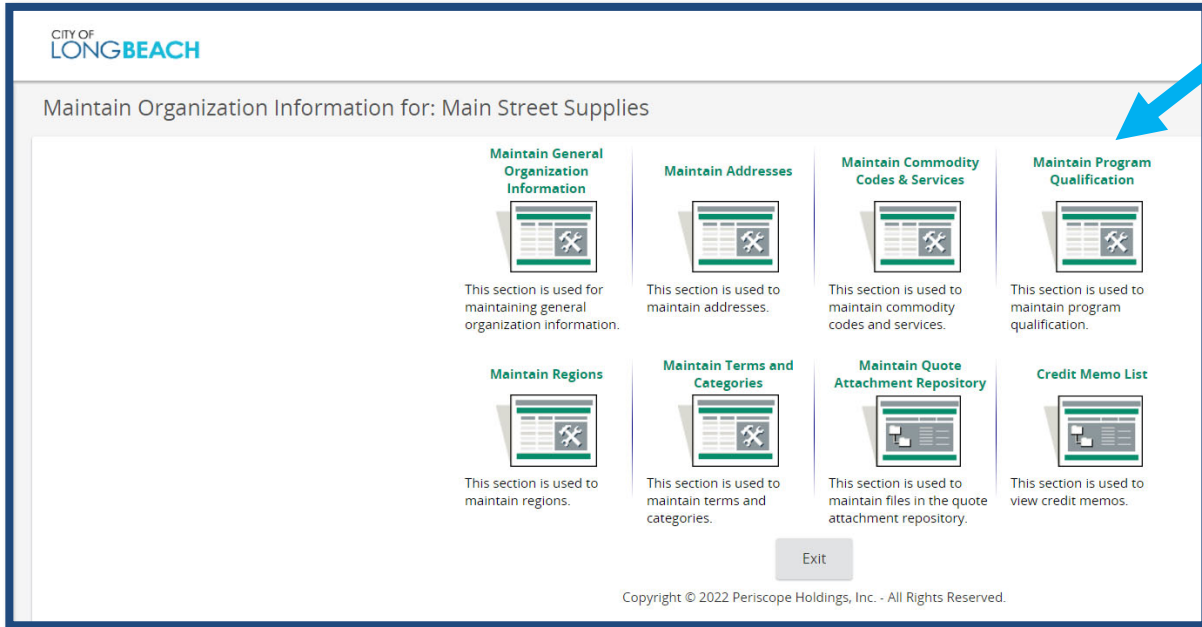 CITY OF
LONGBEACH
Maintain Organization Information for: Main Street Supplies
Maintain General
Organization
Information
This section is used for
maintaining general
organization information.
Maintain Addresses
This section is used to
maintain addresses.
Maintain Commodity
Codes & Services
This section is used to
maintain commodity
codes and services.
Maintain Program
Qualification
This section is used to
maintain program
qualification.
Maintain Regions
This section is used to
maintain regions.
Maintain Terms and
Categories
This section is used to
maintain terms and
categories.
Maintain Quote
Attachment Repository
This section is used to
maintain files in the quote
attachment repository.
Credit Memo List
This section is used to
view credit memos.
Exit
Copyright © 2022 Periscope Holdings, Inc. - All Rights Reserved.